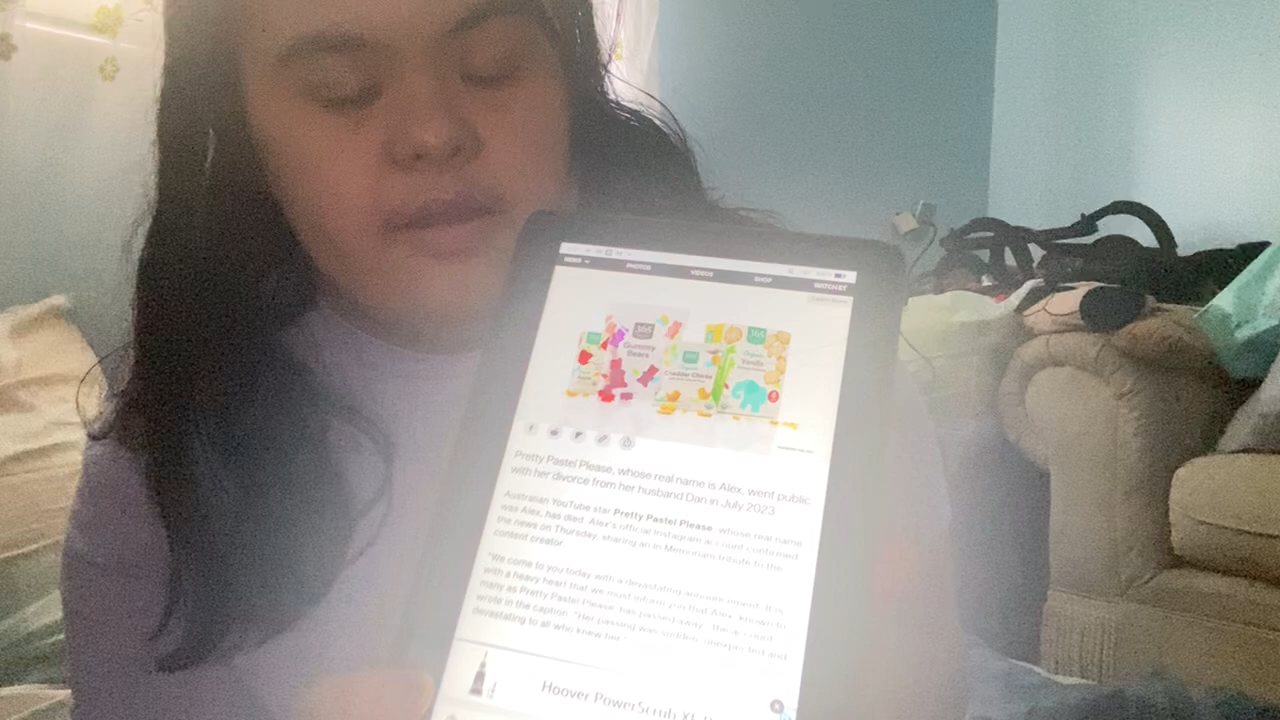 NEWS
PHOTOS
VIDEOS
SHOP
WATCH ET
365
Gummy
Bears
365
Cheddar Chicks
365
Organic
Vanilla
Pretty Pastel Please, whose real name is Alex, went public
with her divorce from her husband Dan in July 2023
Australian YouTube star Pretty Pastel Please, whose real name
was Alex, has died. Alex's official Instagram account confirmed
the news on Thursday, sharing an In Memoriam tribute to the
content creator.
"We come to you today with a devastating announcement. It is
with a heavy heart that we must inform you that Alex, known to
many as Pretty Pastel Please, has passed away," the account
wrote in the caption. "Her passing was sudden, unexpected and
devastating to all who knew her."
Hoover PowerScrub XL